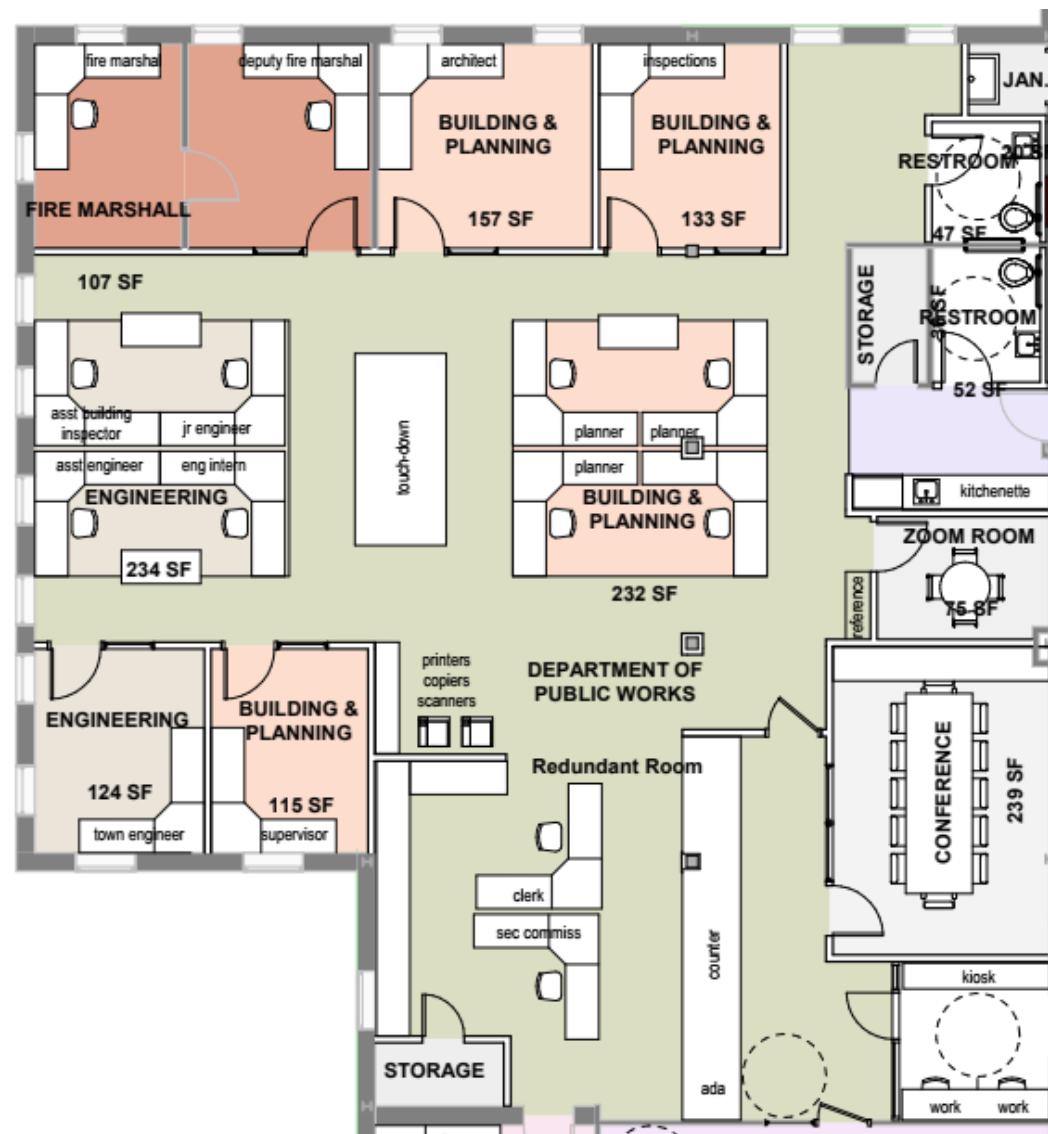 fire marshal
deputy fire marshal
architect
inspections
JAN.
BUILDING &
PLANNING
BUILDING &
PLANNING
20 SF
RESTROOM
FIRE MARSHALL
157 SF
133 SF
47 SF
107 SF
STORAGE
RESTROOM
52 SF
asst building
inspector
jr engineer
planner
planner
touch-down
asst engineer
eng intern
planner
kitchenette
ENGINEERING
BUILDING &
PLANNING
ZOOM ROOM
234 SF
232 SF
reference
75 SF
printers
copiers
scanners
DEPARTMENT OF
PUBLIC WORKS
ENGINEERING
BUILDING &
PLANNING
Redundant Room
CONFERENCE
239 SF
124 SF
115 SF
town engineer
supervisor
clerk
sec commiss
counter
kiosk
STORAGE
ada
work
work